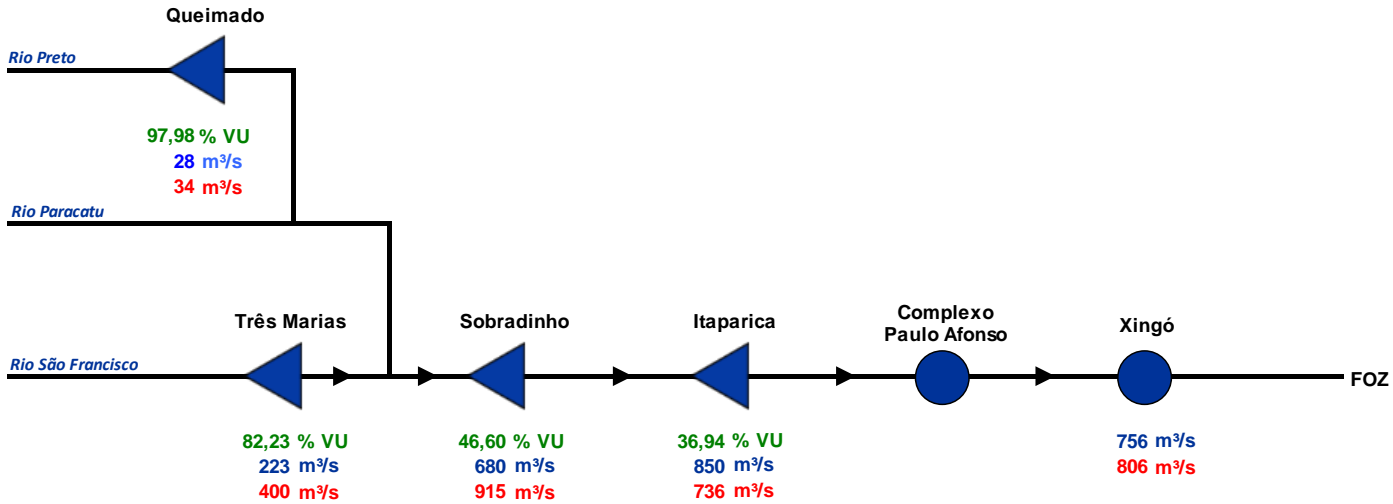 Queimado
Rio Preto
97,98 % VU
28 m³/s
34 m³/s
Rio Paracatu
Três Marias
Sobradinho
Itaparica
Complexo
Paulo Afonso
Xingó
Rio São Francisco
FOZ
82,23 % VU
223 m³/s
400 m³/s
46,60 % VU
680 m³/s
915 m³/s
36,94 % VU
850 m³/s
736 m³/s
756 m³/s
806 m³/s